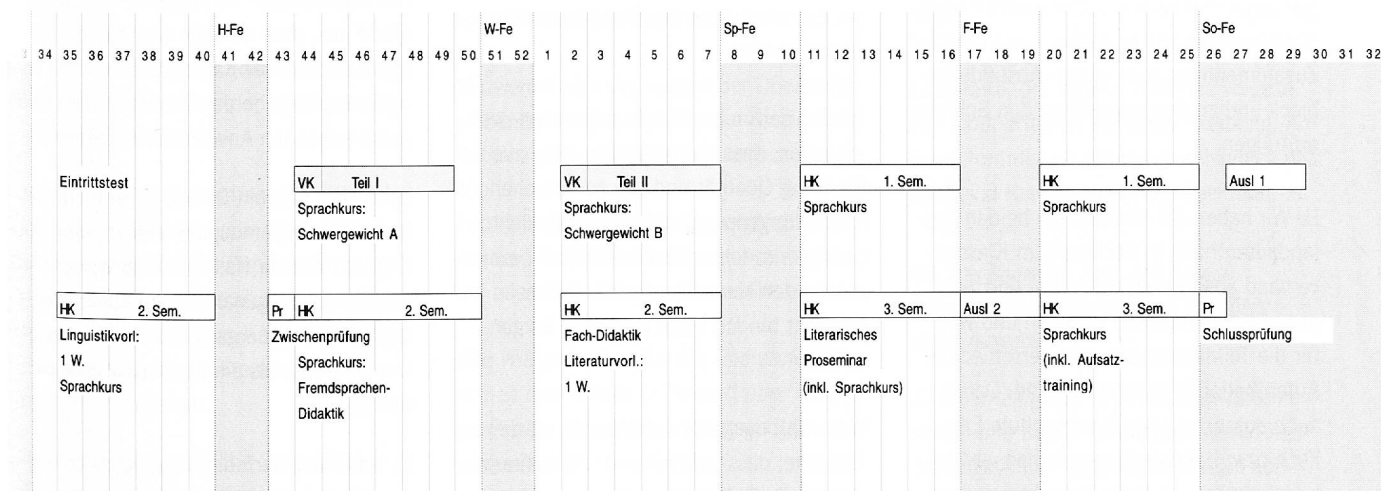 H-Fe W-Fe Sp-Fe F-Fe So-Fe
34 35 36 37 38 39 40 41 42 43 44 45 46 47 48 49 50 51 52 1 2 3 4 5 6 7 8 9 10 11 12 13 14 15 16 17 18 19 20 21 22 23 24 25 26 27 28 29 30 31 32
Eintrittstest VK Teil I VK Teil II HK 1. Sem. HK 1. Sem. Ausl 1
Sprachkurs: Sprachkurs: Sprachkurs Sprachkurs
Schwergewicht A Schwergewicht B
HK 2. Sem. Pr HK 2. Sem. HK 2. Sem. HK 3. Sem. Ausl 2 HK 3. Sem. Pr
Linguistikvorl: Zwischenprüfung Fach-Didaktik Literarisches Sprachkurs Schlussprüfung
1 W. Sprachkurs: Literaturvorl.: Proseminar (inkl. Aufsatz-
Sprachkurs Fremdsprachen- 1 W. (inkl. Sprachkurs) training)
Didaktik